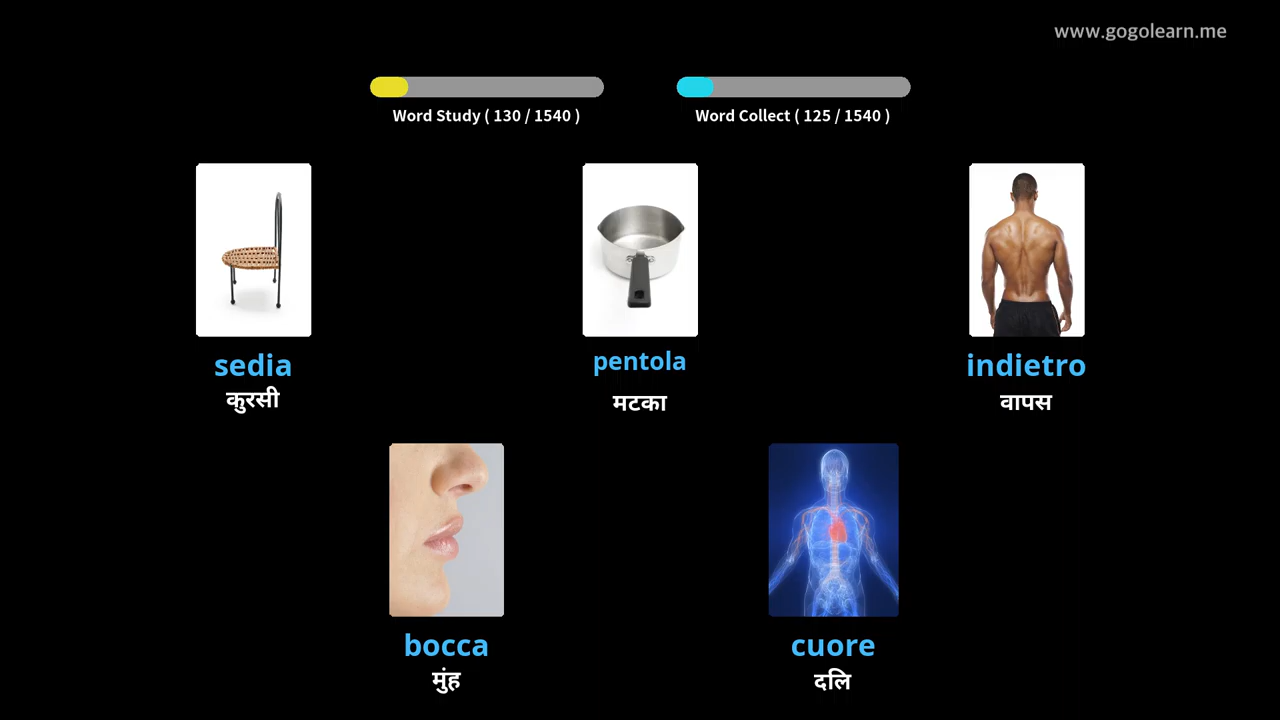 www.gogolearn.me
Word Study ( 130 / 1540 )
Word Collect ( 125 / 1540 )
sedia
कुरसी
pentola
मटका
indietro
वापस
bocca
मुंह
cuore
दलि